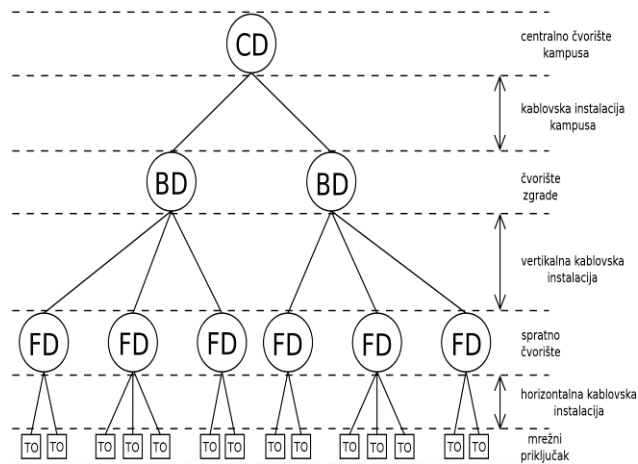 CD
centralno čvorište
kampusa
kablovska instalacija
kampusa
BD
BD
čvorište
zgrade
vertikalna kablovska
instalacija
FD
FD
FD
FD
FD
FD
spratno
čvorište
horizontalna kablovska
instalacija
TO
TO
TO
TO
TO
TO
TO
TO
TO
TO
TO
TO
TO
TO
mrežni
priključak